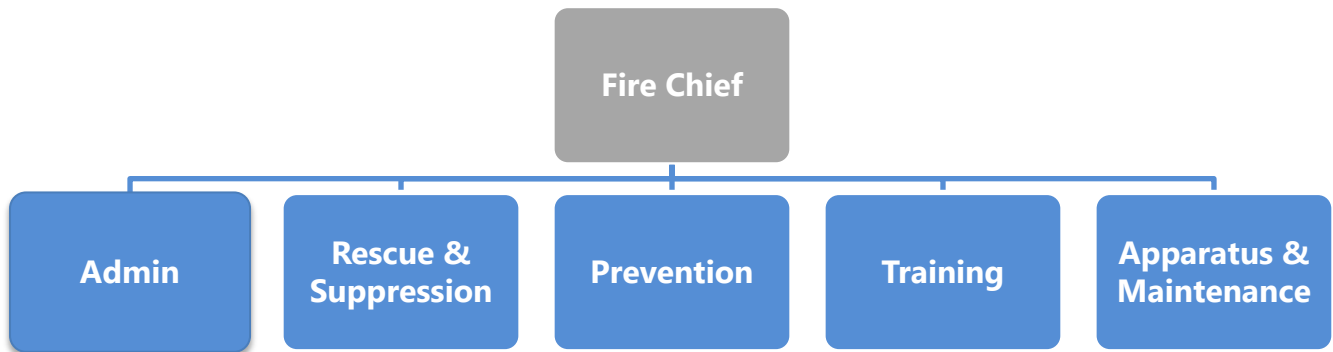 Fire Chief
Admin
Rescue &
Suppression
Prevention
Training
Apparatus &
Maintenance